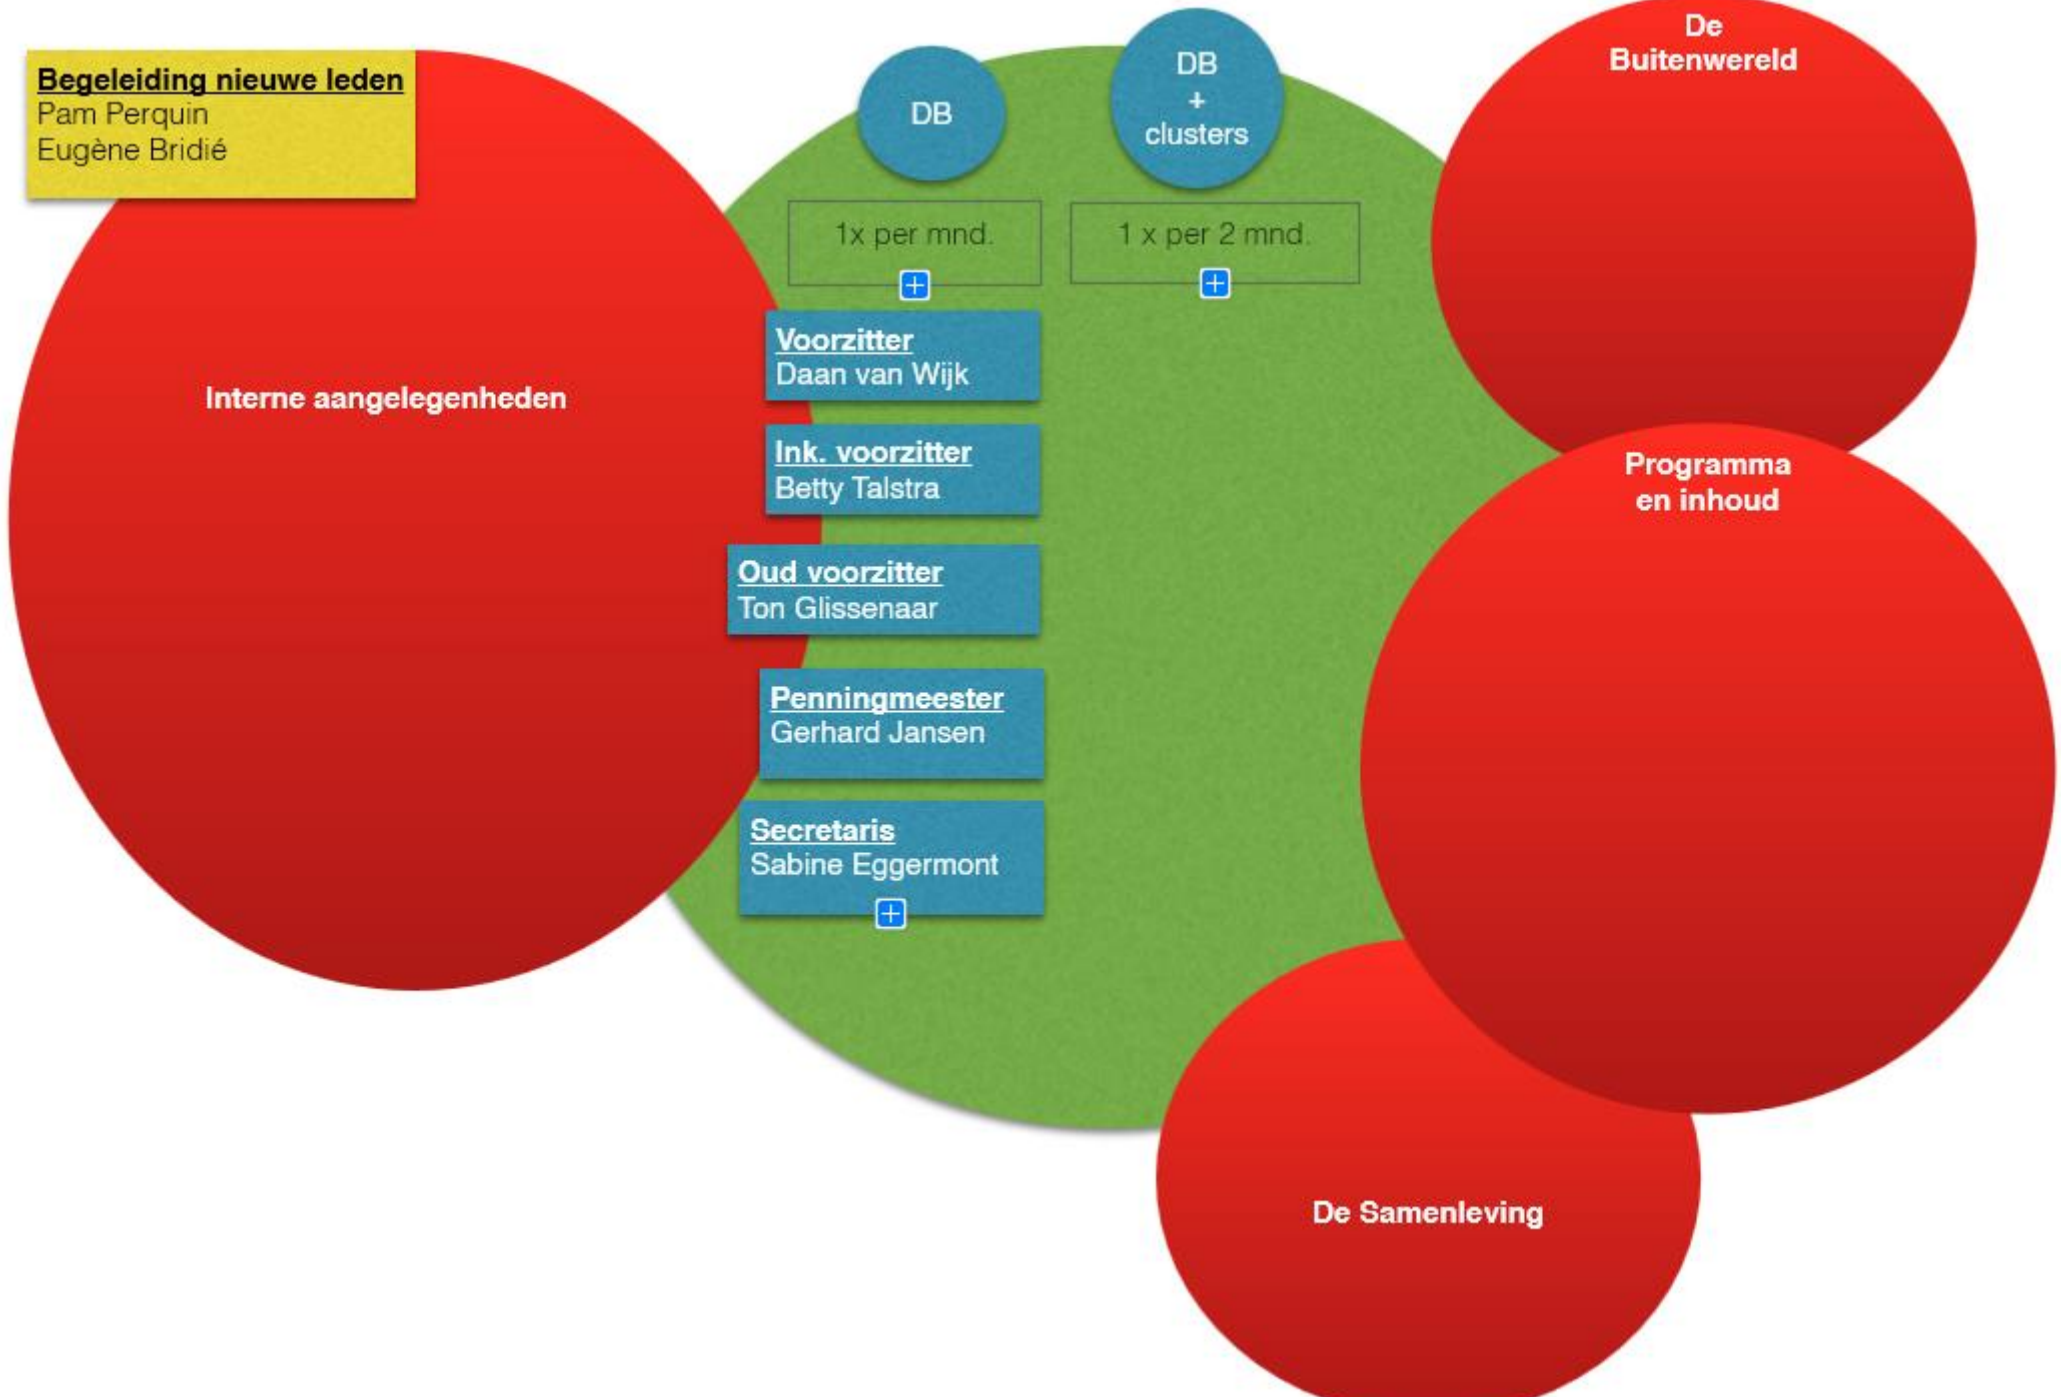 Begeleiding nieuwe leden
Pam Perquin
Eugène Bridié
Interne aangelegenheden
DB
1x per mnd.
DB
+
clusters
1 x per 2 mnd.
Voorzitter
Daan van Wijk
Ink. voorzitter
Betty Talstra
Oud voorzitter
Ton Glissenaar
Penningmeester
Gerhard Jansen
Secretaris
Sabine Eggermont
De
Buitenwereld
Programma
en inhoud
De Samenleving